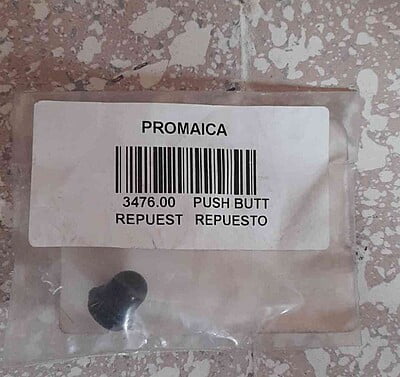 PROMAICA
3476.00 PUSH BUTT
REPUEST REPUESTO